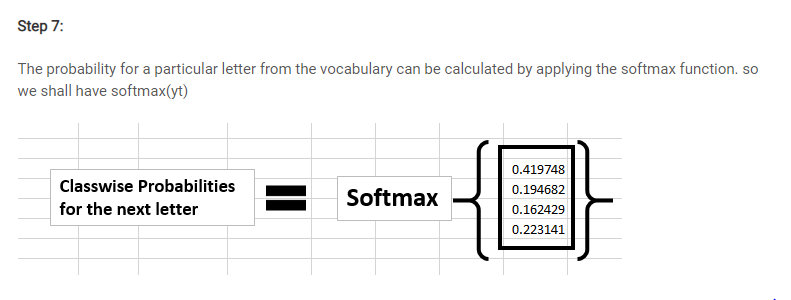 Step 7:
The probability for a particular letter from the vocabulary can be calculated by applying the softmax function. so
we shall have softmax(yt)
Classwise Probabilities
for the next letter
Softmax
0.419748
0.194682
0.162429
0.223141